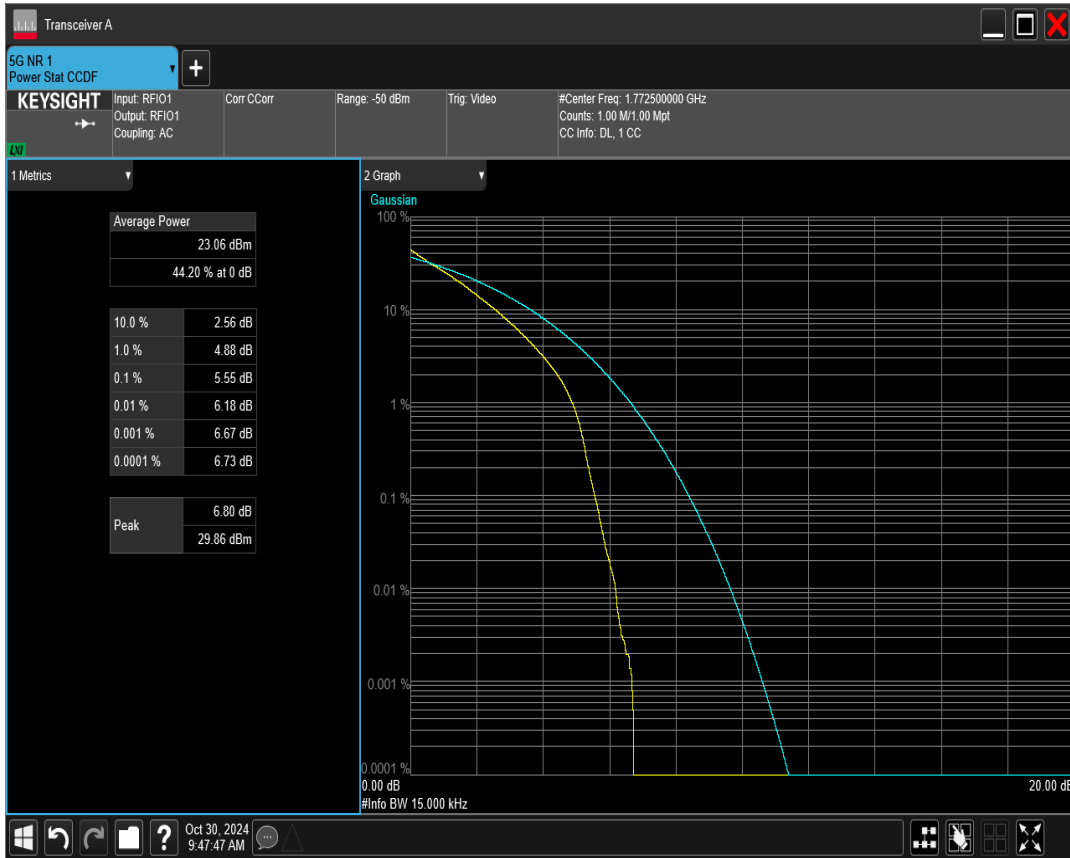 Transceiver A
5G NR 1
Power Stat CCDF
KEYSIGHT
Input: RFIO1
Output: RFIO1
Coupling: AC
Corr CCorr
Range: -50 dBm
Trig: Video
#Center Freq: 1.772500000 GHz
Counts: 1.00 M/1.00 Mpt
CC Info: DL, 1 CC
LXI
1 Metrics
Average Power
23.06 dBm
44.20 % at 0 dB
10.0 % 2.56 dB
1.0 % 4.88 dB
0.1 % 5.55 dB
0.01 % 6.18 dB
0.001 % 6.67 dB
0.0001 % 6.73 dB
Peak
6.80 dB
29.86 dBm
2 Graph
Gaussian
100 %
10 %
1 %
0.1 %
0.01 %
0.001 %
0.0001 %
0.00 dB
20.00 dB
#Info BW 15.000 kHz
?
Oct 30, 2024
9:47:47 AM